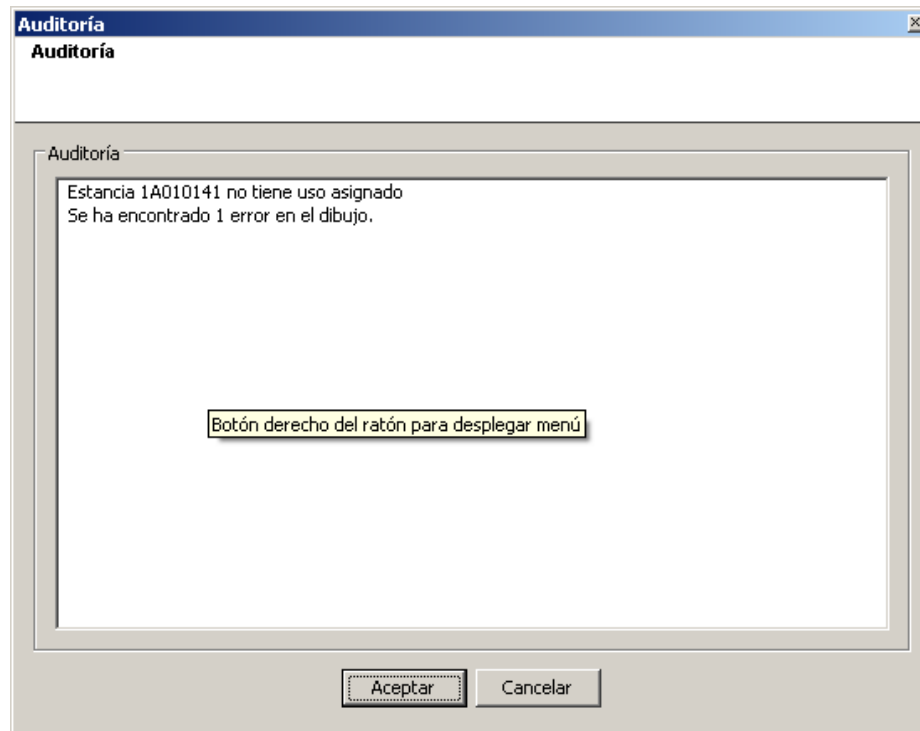 Auditoría
Auditoría
Auditoría
Estancia 1A010141 no tiene uso asignado
Se ha encontrado 1 error en el dibujo.
Botón derecho del ratón para desplegar menú
Aceptar
Cancelar